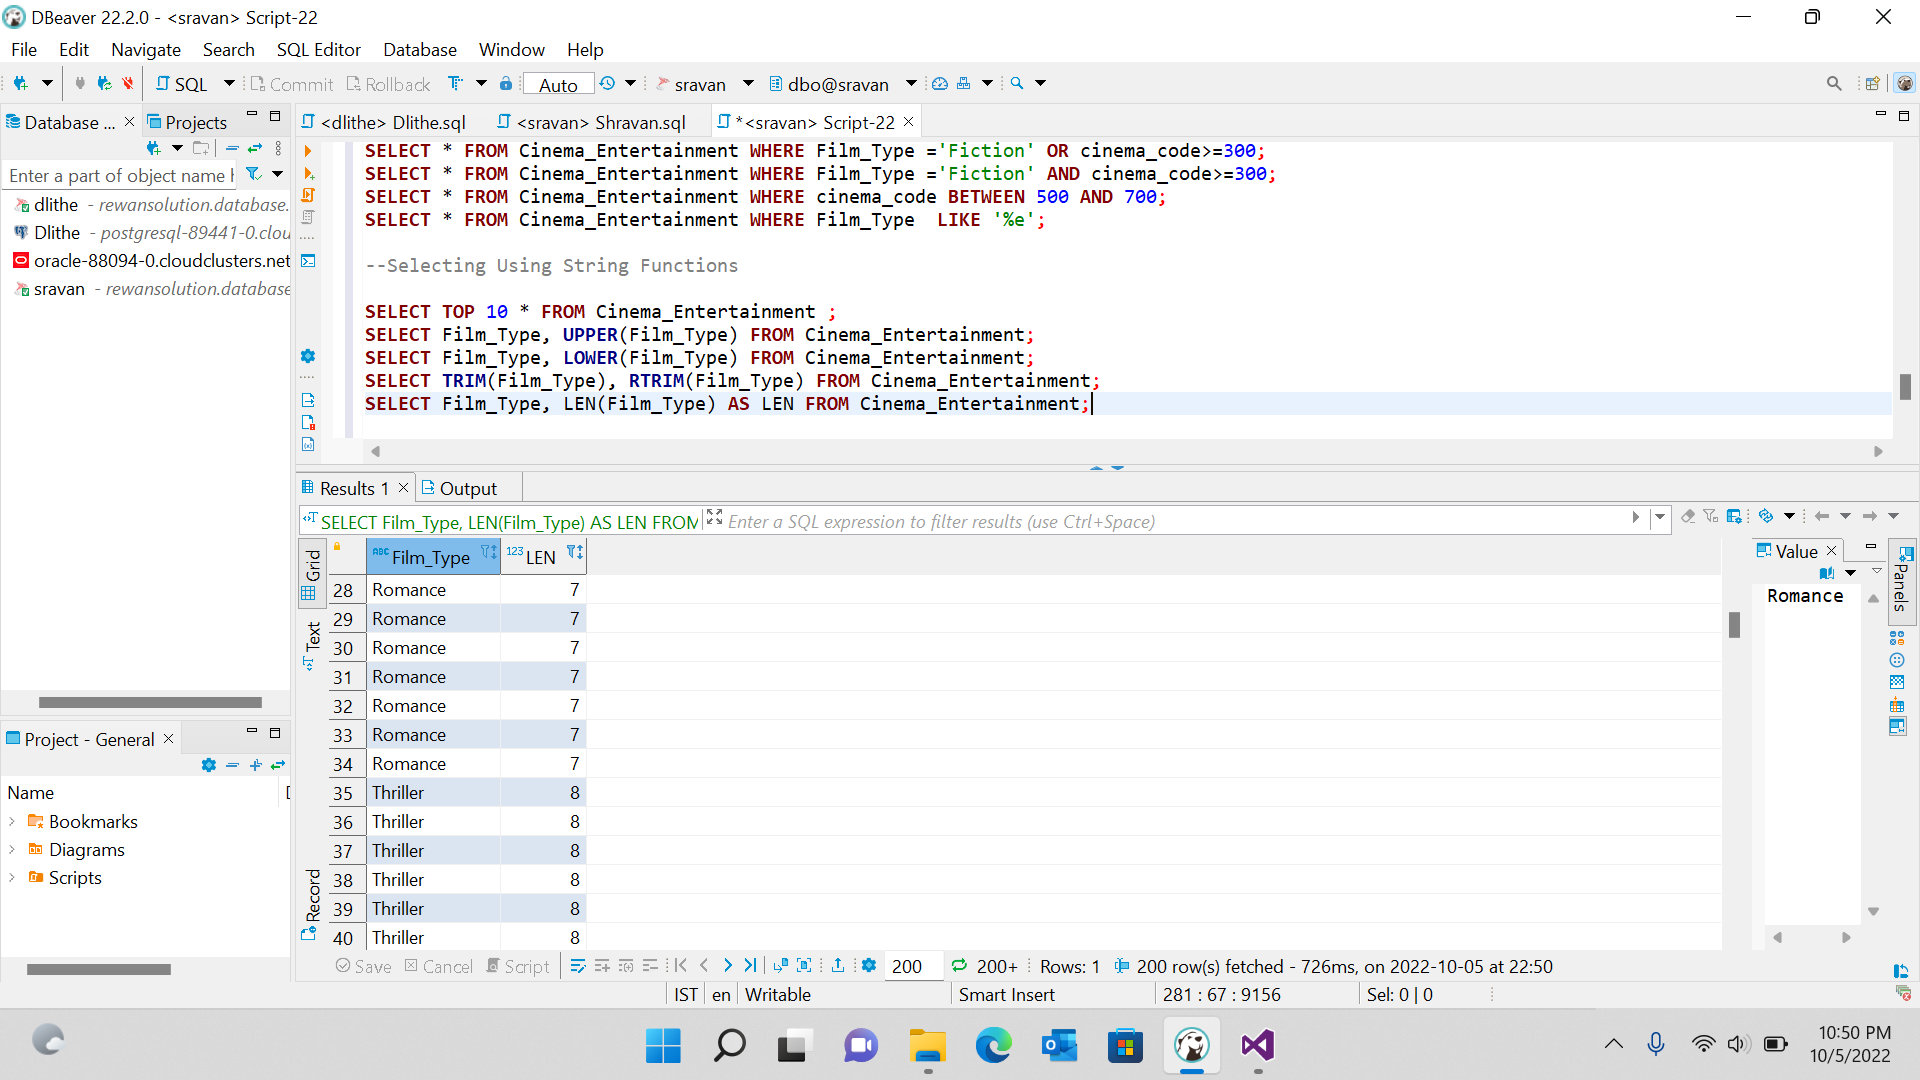 DBeaver 22.2.0 - <sravan> Script-22
File Edit Navigate Search SQL Editor Database Window Help
SQL Commit Rollback Auto sravan dbo@sravan
Database ... Projects
<dlithe> Dlithe.sql <sravan> Shravan.sql *<sravan> Script-22
Enter a part of object name h
dlithe - rewansolution.database.
Dlithe - postgresql-89441-0.clou
oracle-88094-0.cloudclusters.net
sravan - rewansolution.database
SELECT * FROM Cinema_Entertainment WHERE Film_Type ='Fiction' OR cinema_code>=300;
SELECT * FROM Cinema_Entertainment WHERE Film_Type ='Fiction' AND cinema_code>=300;
SELECT * FROM Cinema_Entertainment WHERE cinema_code BETWEEN 500 AND 700;
SELECT * FROM Cinema_Entertainment WHERE Film_Type  LIKE '%e';
--Selecting Using String Functions
SELECT TOP 10 * FROM Cinema_Entertainment ;
SELECT Film_Type, UPPER(Film_Type) FROM Cinema_Entertainment;
SELECT Film_Type, LOWER(Film_Type) FROM Cinema_Entertainment;
SELECT TRIM(Film_Type), RTRIM(Film_Type) FROM Cinema_Entertainment;
SELECT Film_Type, LEN(Film_Type) AS LEN FROM Cinema_Entertainment;
Results 1 Output
SELECT Film_Type, LEN(Film_Type) AS LEN FROM Enter a SQL expression to filter results (use Ctrl+Space)
Grid
Text
Record
ABC Film_Type 123 LEN
28 Romance 7
29 Romance 7
30 Romance 7
31 Romance 7
32 Romance 7
33 Romance 7
34 Romance 7
35 Thriller 8
36 Thriller 8
37 Thriller 8
38 Thriller 8
39 Thriller 8
40 Thriller 8
Value
Romance
Panels
Project - General
Name
Bookmarks
Diagrams
Scripts
Save Cancel Script 200 200+ Rows: 1 200 row(s) fetched - 726ms, on 2022-10-05 at 22:50
IST en Writable Smart Insert 281 : 67 : 9156 Sel: 0 | 0
10:50 PM
10/5/2022